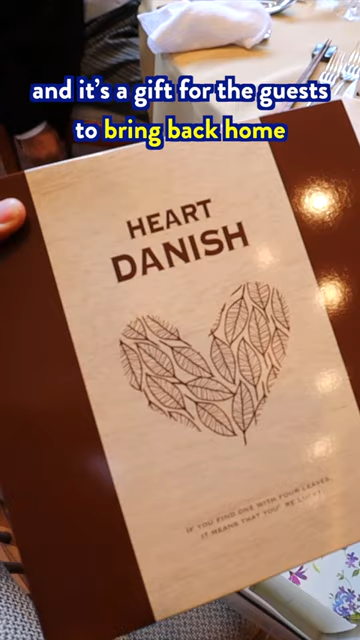 and it's a gift for the guests
to bring back home
HEART
DANISH
IF YOU FIND ONE WITH FOUR LEAVES,
IT MEANS THAT YOU' RE LUCKY.